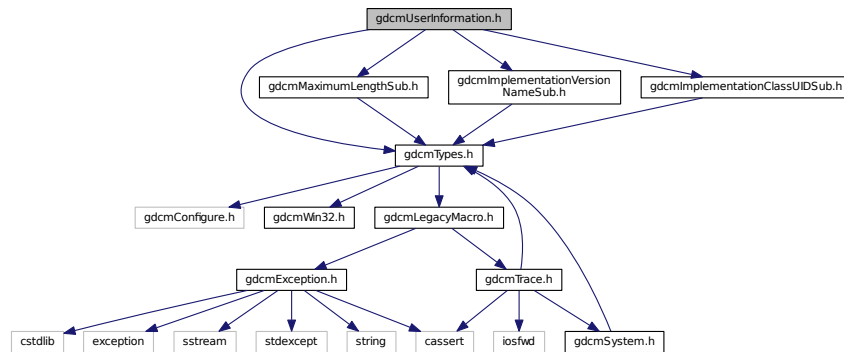 gdcmUserInformation.h
gdcmMaximumLengthSub.h
gdcmImplementationVersion
NameSub.h
gdcmImplementationClassUIDSub.h
gdcmTypes.h
gdcmConfigure.h
gdcmWin32.h
gdcmLegacyMacro.h
gdcmException.h
gdcmTrace.h
cstdlib
exception
sstream
stdexcept
string
cassert
iosfwd
gdcmSystem.h